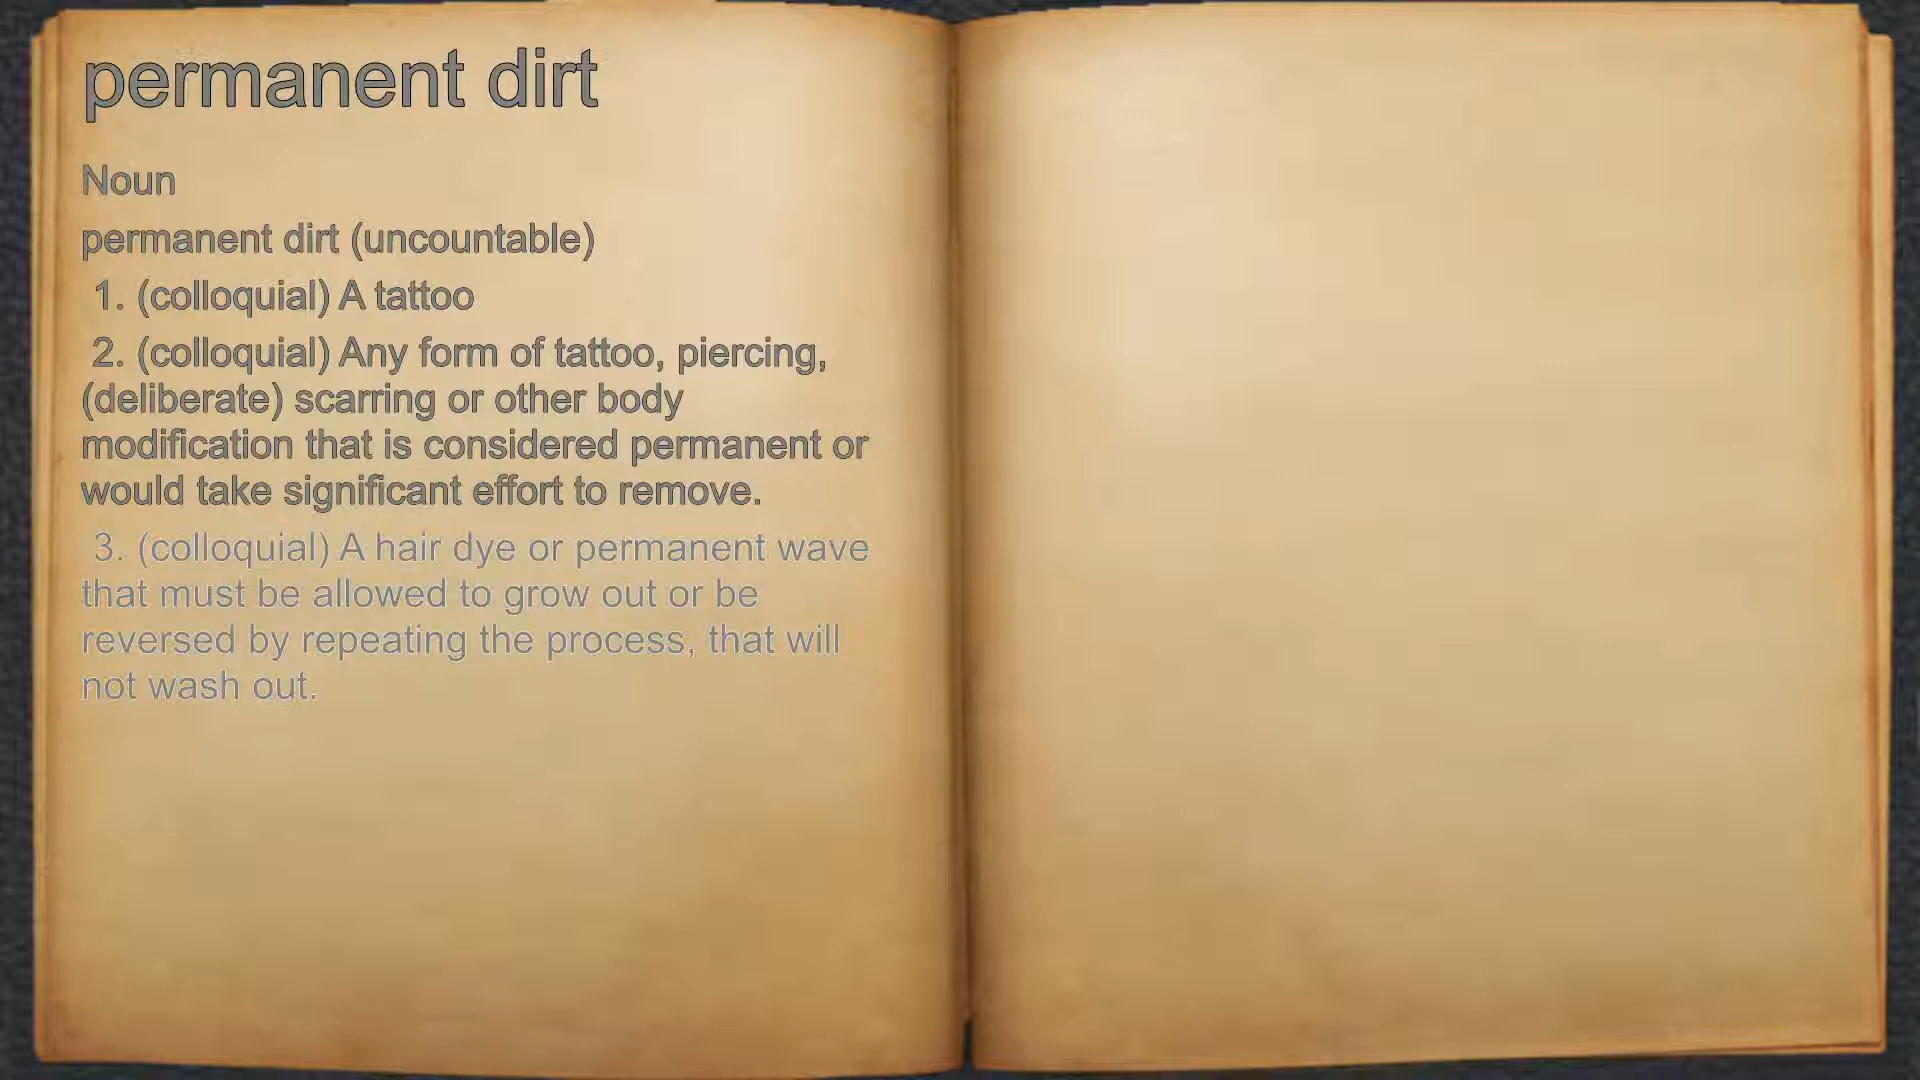 permanent dirt
Noun
permanent dirt (uncountable)
1. (colloquial) A tattoo
2. (colloquial) Any form of tattoo, piercing,
(deliberate) scarring or other body
modification that is considered permanent or
would take significant effort to remove.
3. (colloquial) A hair dye or permanent wave
that must be allowed to grow out or be
reversed by repeating the process, that will
not wash out.